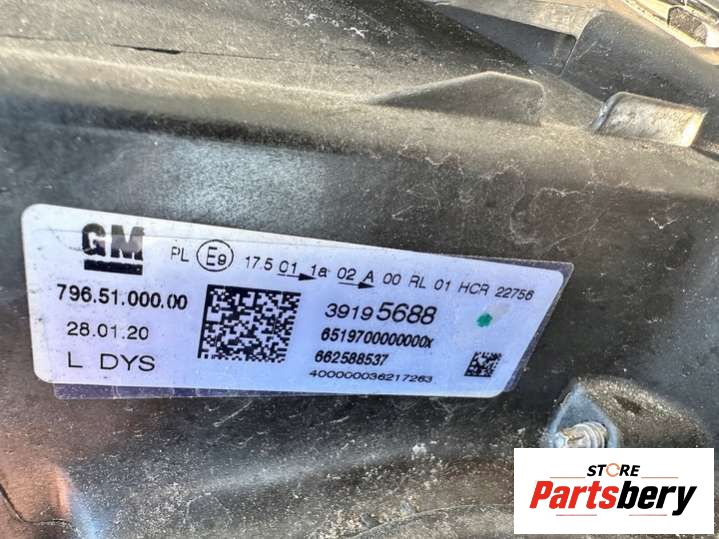 GM
PL E9 17.5 01 1a 02 A 00 RL 01 HCR 22756
796.51.000.00
39195688
28.01.20
6519700000000X
L DYS
662588537
400000036217263
STORE
Partsbery